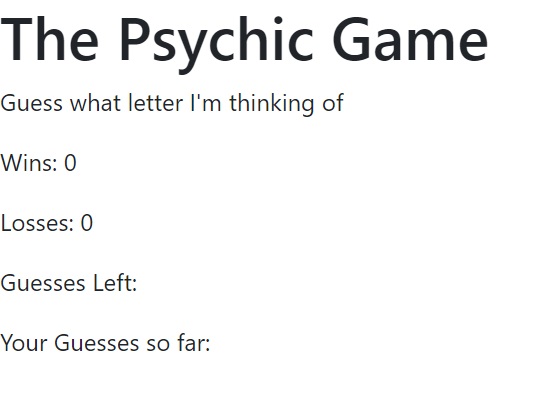 The Psychic Game
Guess what letter I'm thinking of
Wins: 0
Losses: 0
Guesses Left:
Your Guesses so far: